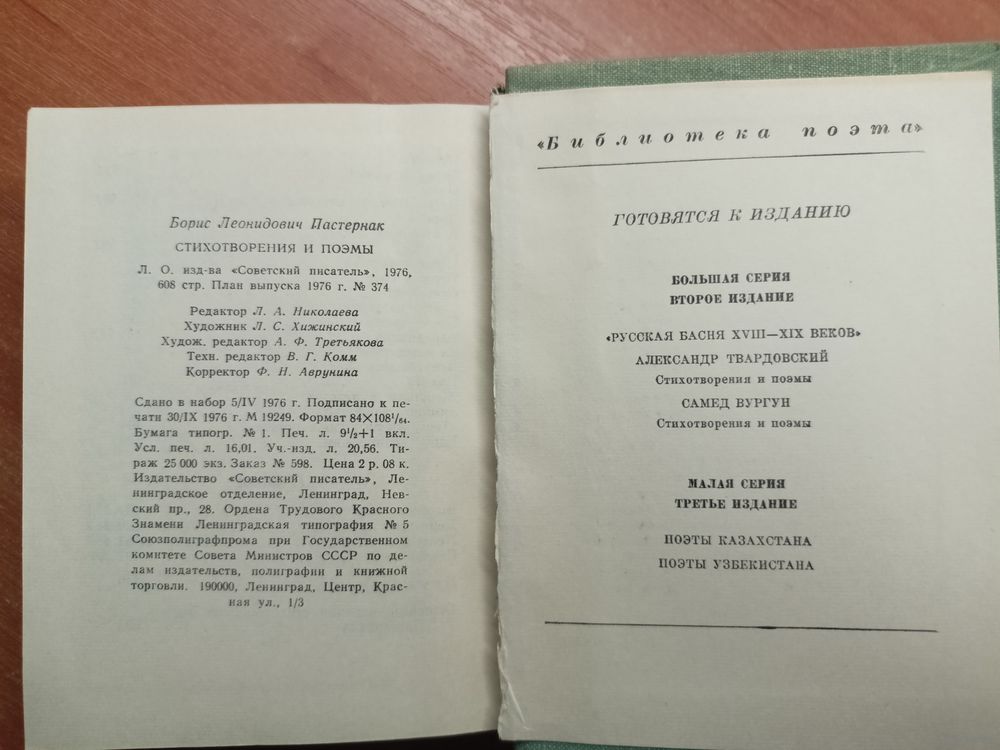 Борис Леонидович Пастернак
СТИХОТВОРЕНИЯ И ПОЭМЫ
Л. О. изд-ва «Советский писатель», 1976,
608 стр. План выпуска 1976 г. № 374
Редактор Л. А. Николаева
Художник Л. С. Хижинский
Худож. редактор А. Ф. Третьякова
Техн. редактор В. Г. Комм
Корректор Ф. Н. Аврунина
Сдано в набор 5/IV 1976 г. Подписано к пе-
чати 30/IX 1976 г. М 19249. Формат 84×108¹/₆₄.
Бумага типогр. № 1. Печ. л. 9¹/₂+1 вкл.
Усл. печ. л. 16,01. Уч.-изд. л. 20,56. Ти-
раж 25 000 экз. Заказ № 598. Цена 2 р. 08 к.
Издательство «Советский писатель», Ле-
нинградское отделение, Ленинград, Нев-
ский пр., 28. Ордена Трудового Красного
Знамени Ленинградская типография № 5
Союзполиграфпрома при Государственном
комитете Совета Министров СССР по де-
лам издательств, полиграфии и книжной
торговли. 190000, Ленинград, Центр, Крас-
ная ул., 1/3
«Библиотека поэта»
ГОТОВЯТСЯ К ИЗДАНИЮ
БОЛЬШАЯ СЕРИЯ
ВТОРОЕ ИЗДАНИЕ
«РУССКАЯ БАСНЯ XVIII—XIX ВЕКОВ»
АЛЕКСАНДР ТВАРДОВСКИЙ
Стихотворения и поэмы
САМЕД ВУРГУН
Стихотворения и поэмы
МАЛАЯ СЕРИЯ
ТРЕТЬЕ ИЗДАНИЕ
ПОЭТЫ КАЗАХСТАНА
ПОЭТЫ УЗБЕКИСТАНА